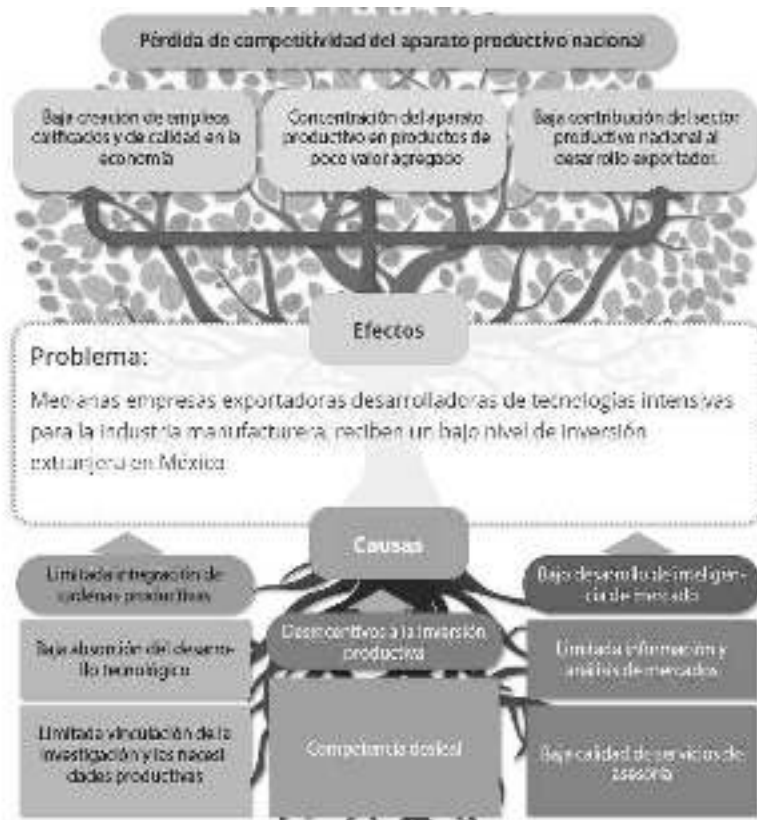 Pérdida de competitividad del aparato productivo nacional
Baja creación de empleos
calificados y de calidad en la
economía
Concentración del aparato
productivo en productos de
poco valor agregado
Baja contribución del sector
productivo nacional al
desarrollo exportador.
Efectos
Problema:
Medianas empresas exportadoras desarrolladoras de tecnologías intensivas
para la industria manufacturera, reciben un bajo nivel de inversión
extranjera en México
Causas
Limitada integración de
cadenas productivas
Baja absorción del desarro-
llo tecnológico
Limitada vinculación de la
investigación y las necesi
dades productivas
Desincentivos a la inversión
productiva
Competencia desleal
Bajo desarrollo de inteligen-
cia de mercado
Limitada información y
análisis de mercados
Baja calidad de servicios de
asesoría